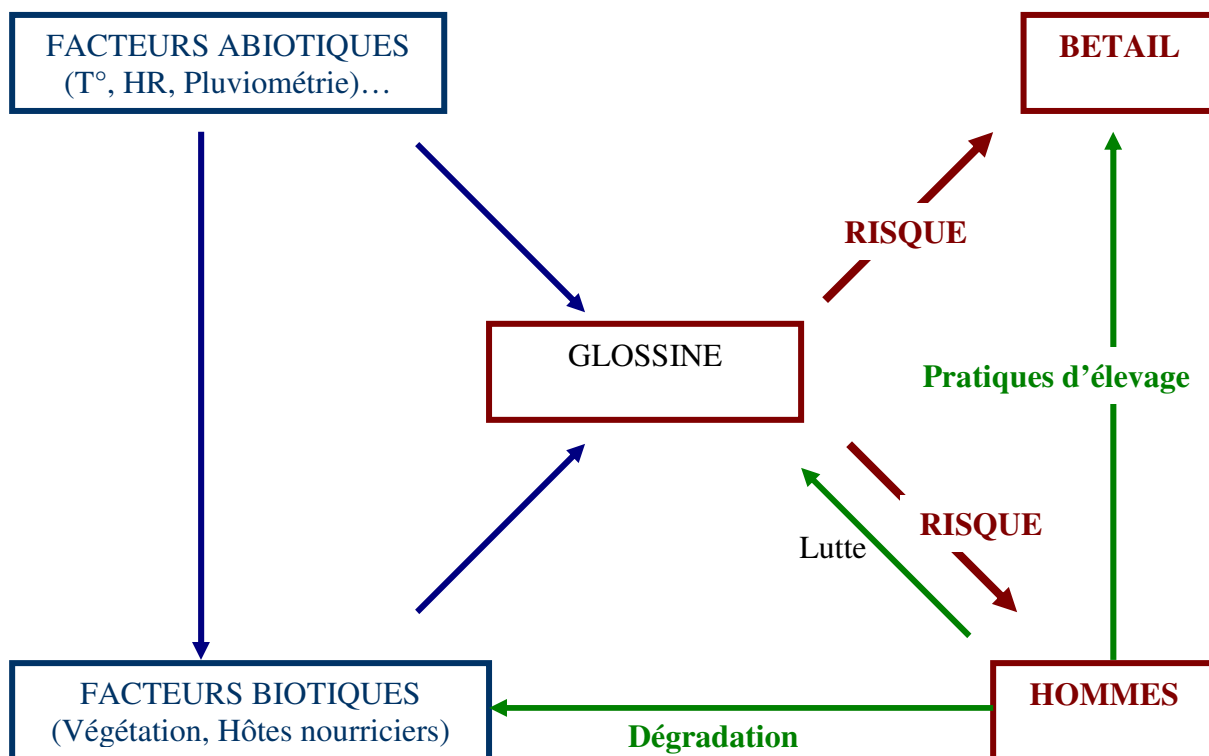 FACTEURS ABIOTIQUES
(T°, HR, Pluviométrie)…
BETAIL
RISQUE
GLOSSINE
Pratiques d’élevage
RISQUE
Lutte
FACTEURS BIOTIQUES
(Végétation, Hôtes nourriciers)
HOMMES
Dégradation